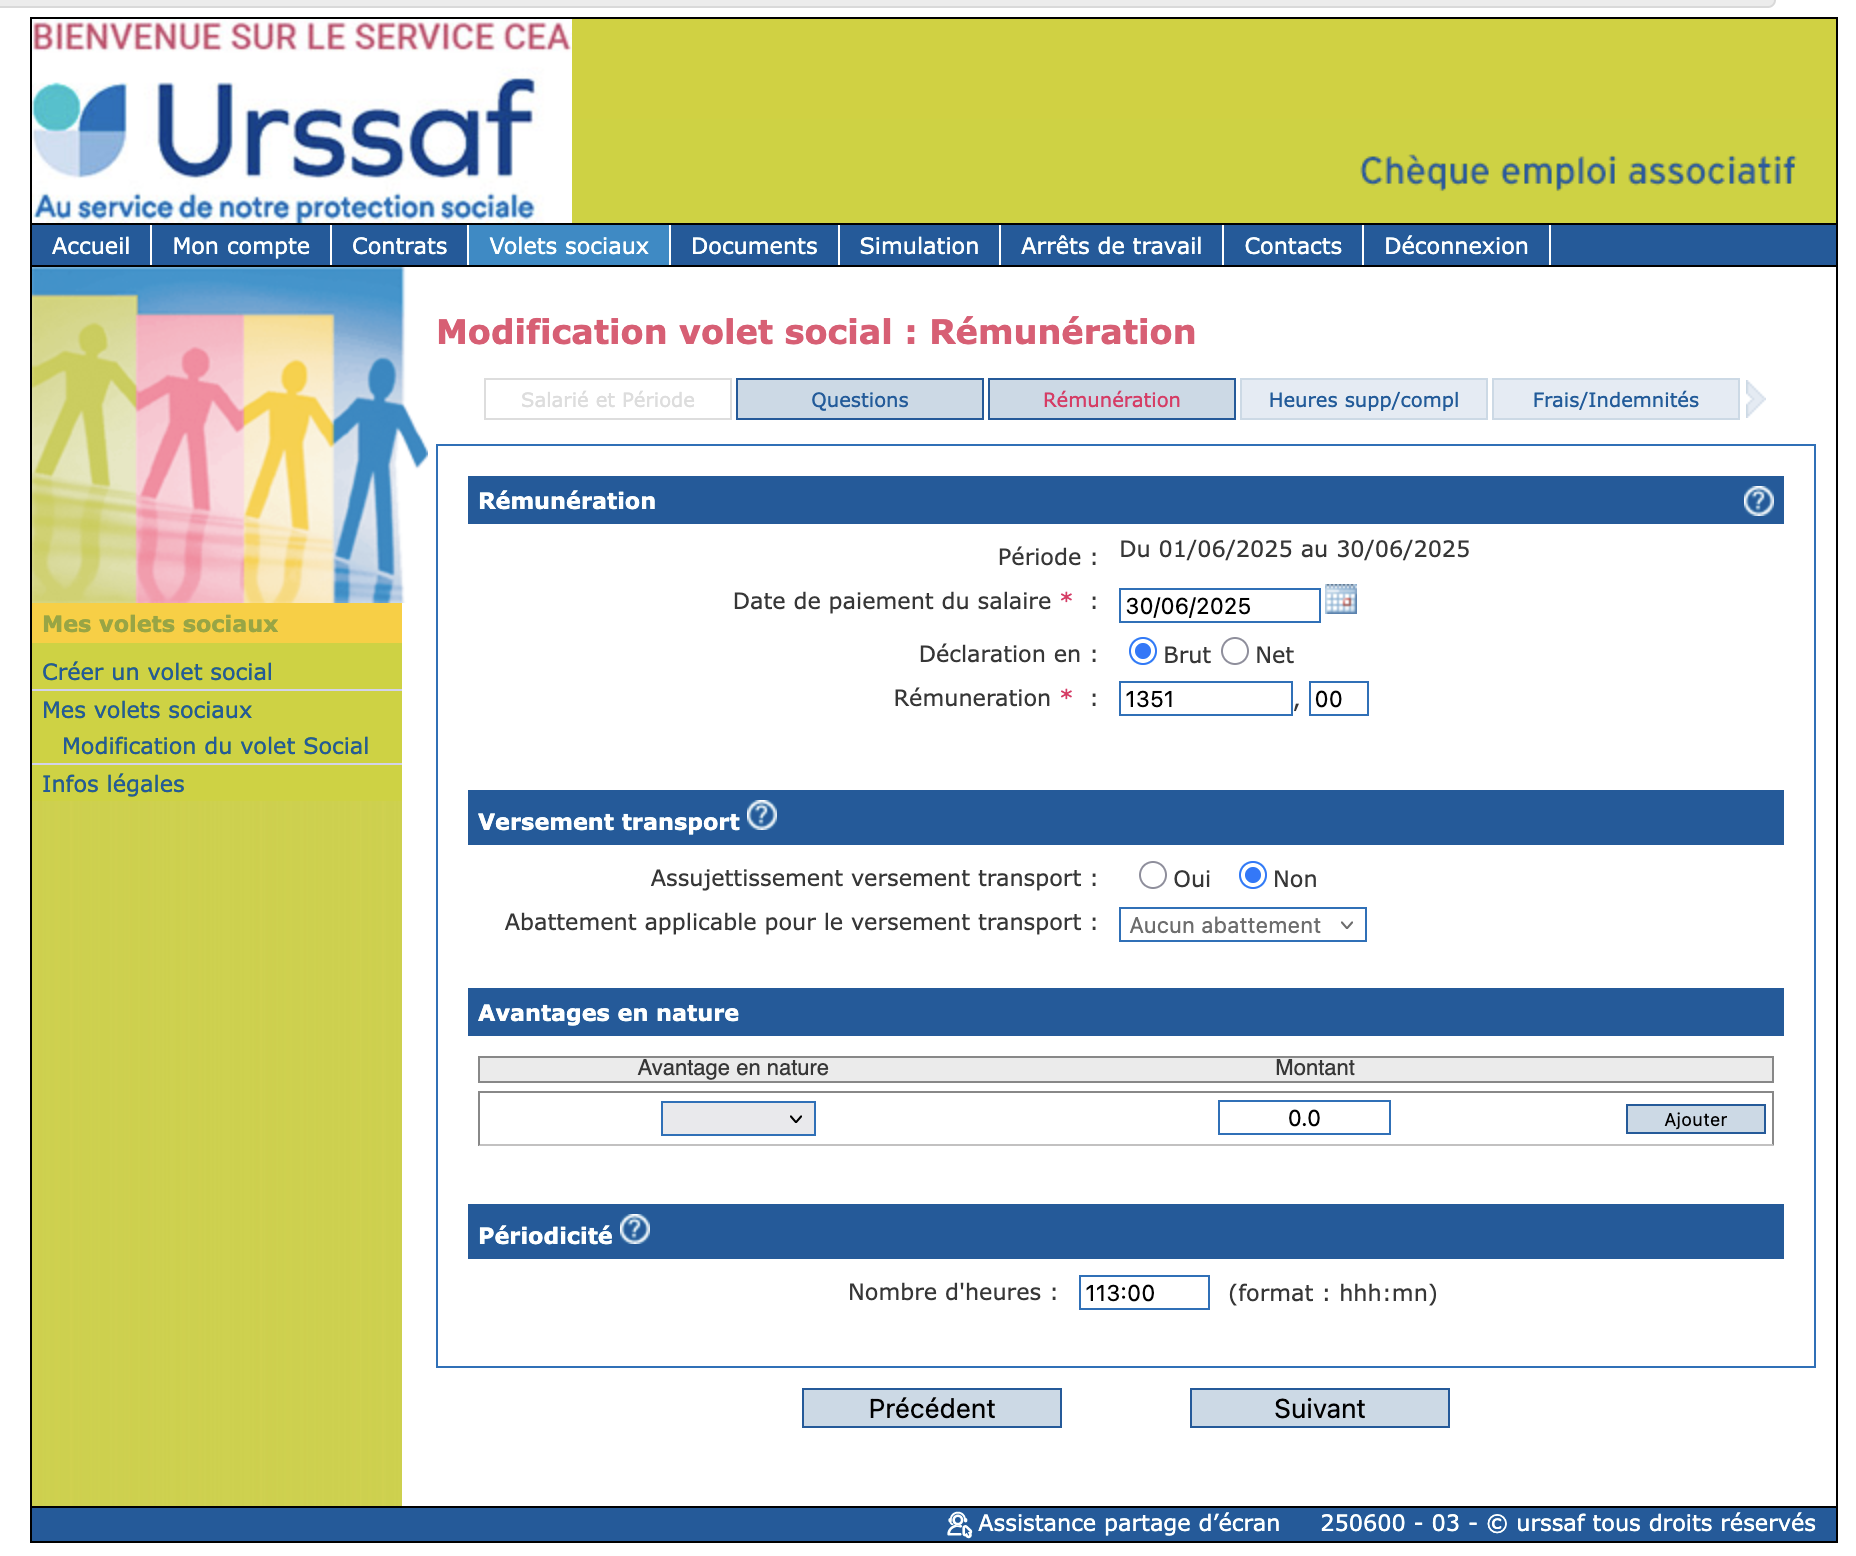 BIENVENUE SUR LE SERVICE CEA
Urssaf
Au service de notre protection sociale
Chèque emploi associatif
Accueil Mon compte Contrats Volets sociaux Documents Simulation Arrêts de travail Contacts Déconnexion
Modification volet social : Rémunération
Salarié et Période Questions Rémunération Heures supp/compl Frais/Indemnités
Mes volets sociaux
Créer un volet social
Mes volets sociaux
Modification du volet Social
Infos légales
Rémunération ?
Période : Du 01/06/2025 au 30/06/2025
Date de paiement du salaire * : 30/06/2025
Déclaration en : Brut Net
Rémuneration * : 1351 , 00
Versement transport ?
Assujettissement versement transport : Oui Non
Abattement applicable pour le versement transport : Aucun abattement
Avantages en nature
Avantage en nature Montant
0.0 Ajouter
Périodicité ?
Nombre d'heures : 113:00 (format : hhh:mn)
Précédent Suivant
Assistance partage d’écran 250600 - 03 - © urssaf tous droits réservés